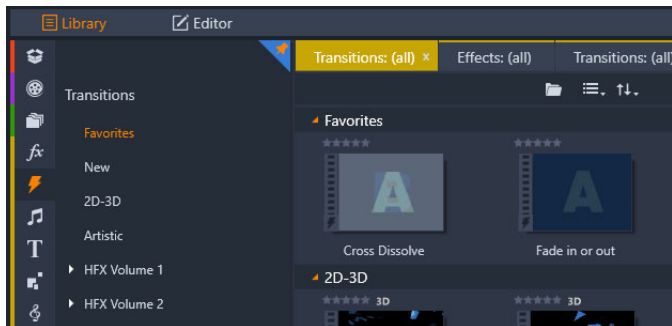 Library
Editor
Transitions: (all) ×
Effects: (all)
Transitions: (all)
Transitions
Favorites
New
2D-3D
Artistic
HFX Volume 1
HFX Volume 2
fx
T
Favorites
A
Cross Dissolve
A
Fade in or out
2D-3D
3D
3D